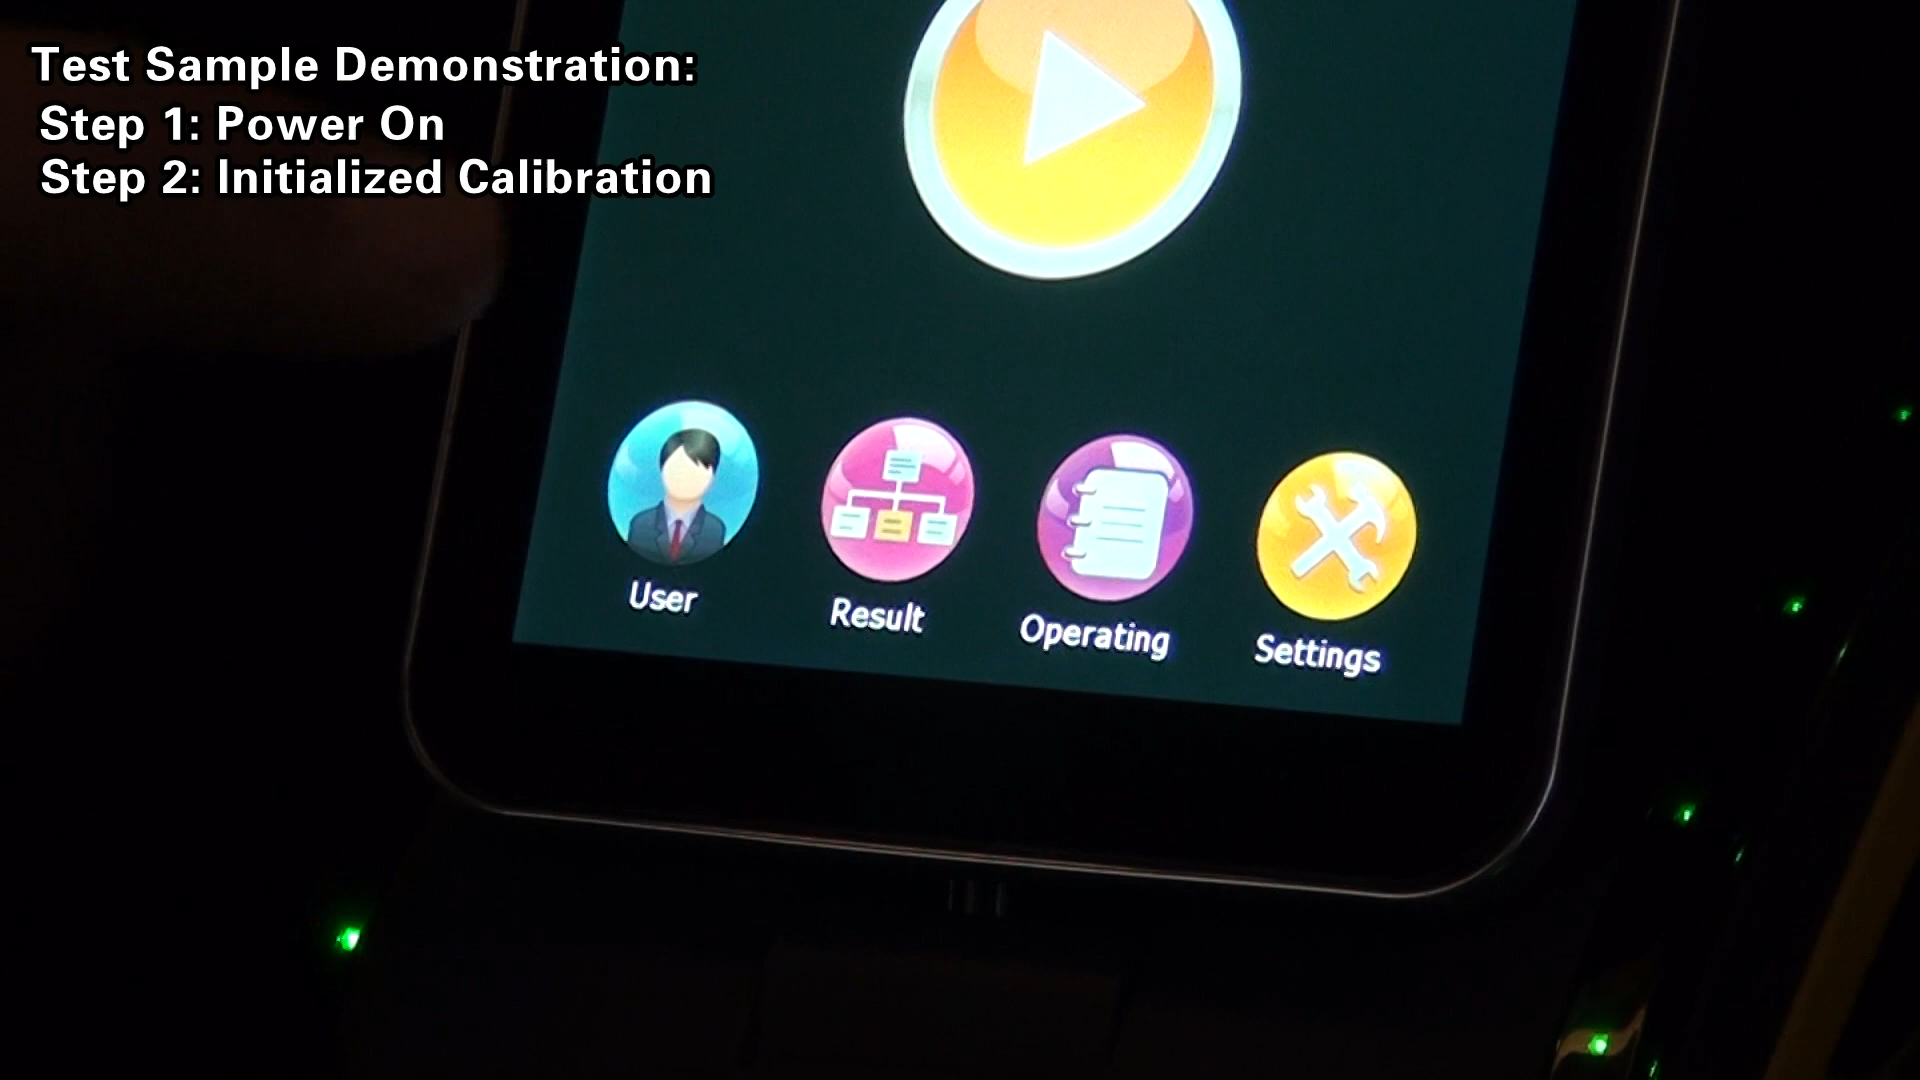 Test Sample Demonstration:
Step 1: Power On
Step 2: Initialized Calibration
User
Result
Operating
Settings